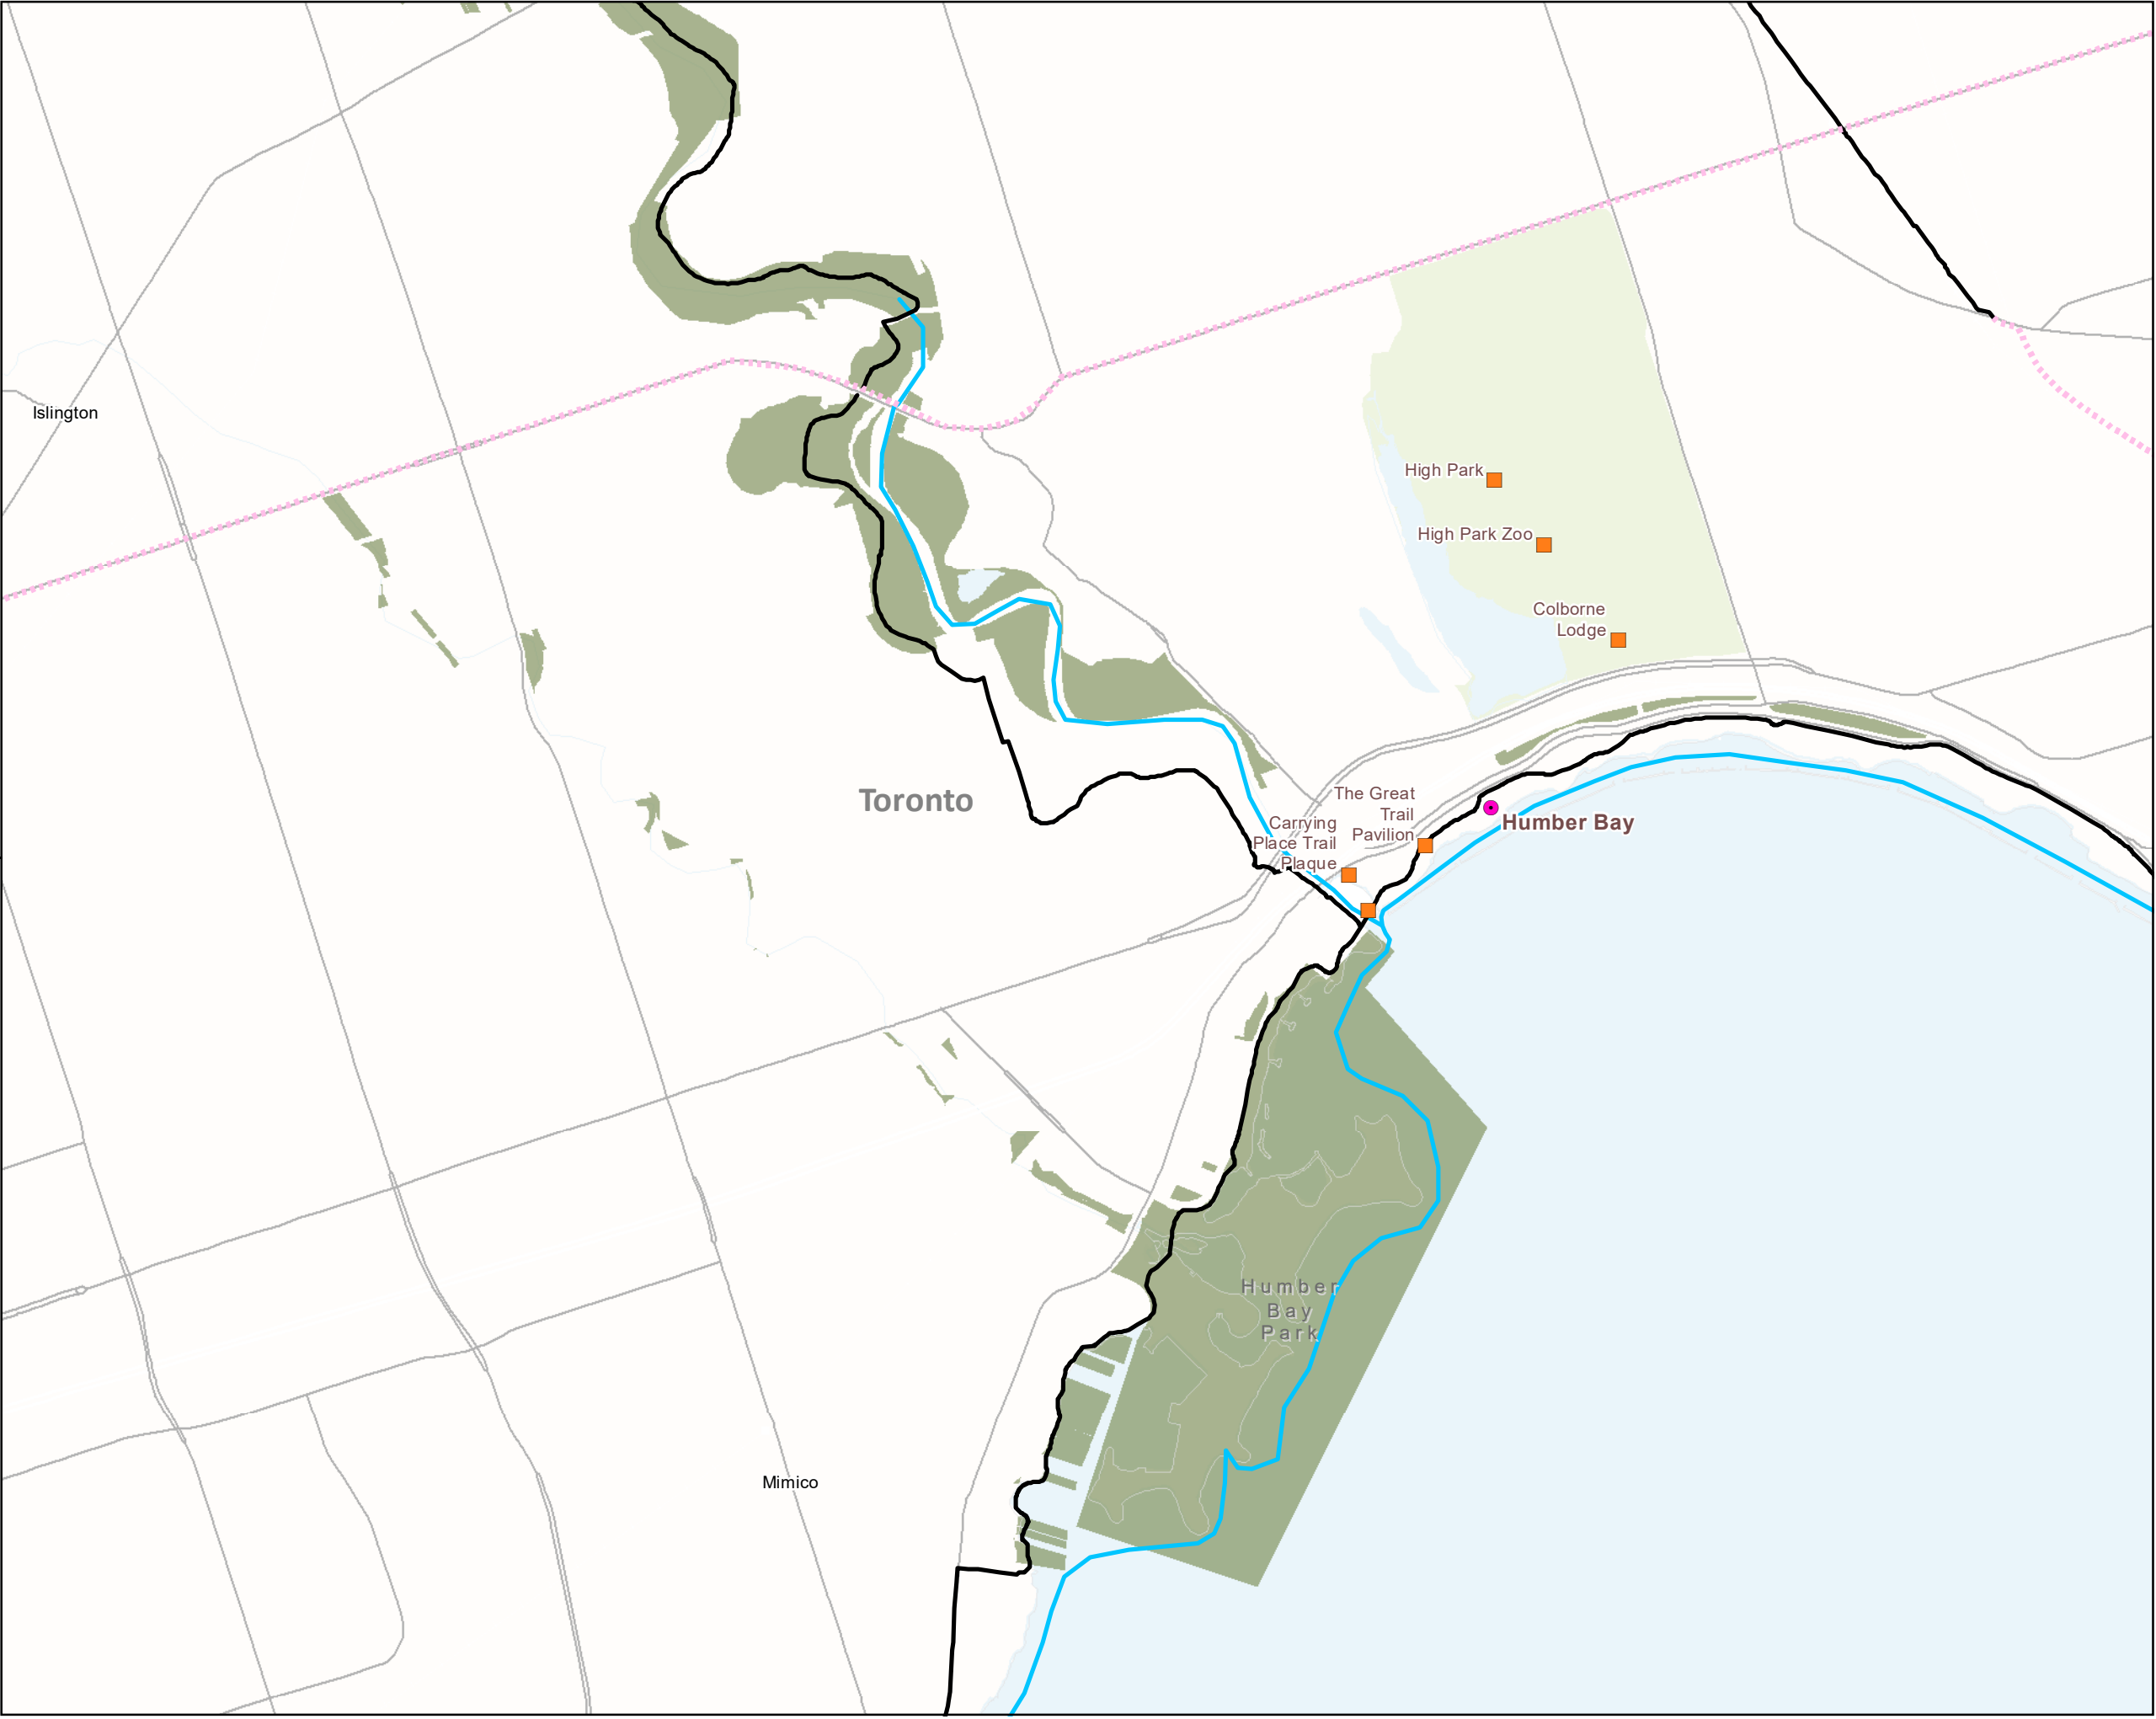 Islington
High Park
High Park Zoo
Colborne
Lodge
Toronto
The Great
Trail
Pavilion
Carrying
Place Trail
Plaque
Humber Bay
Humber
Bay
Park
Mimico